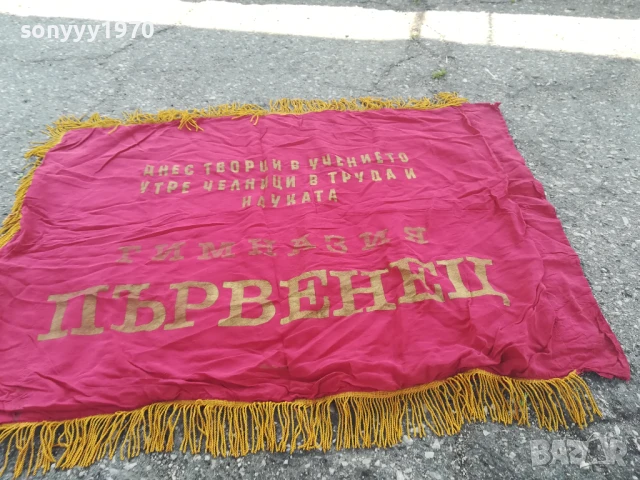 sonyyy1970
ДНЕС ТВОРЦИ В УЧЕНИЕТО
УТРЕ ЧЕЛНИЦИ В ТРУДА И
НАУКАТА
ГИМНАЗИЯ
ПЪРВЕНЕЦ
BAZAR